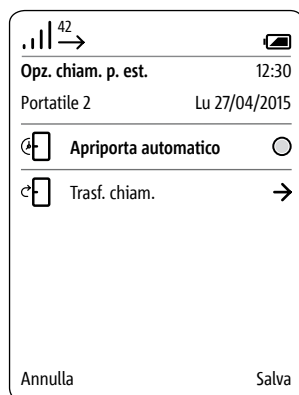 42
Opz. chiam. p. est. 12:30
Portatile 2 Lu 27/04/2015
Apriporta automatico
Trasf. chiam.
Annulla Salva